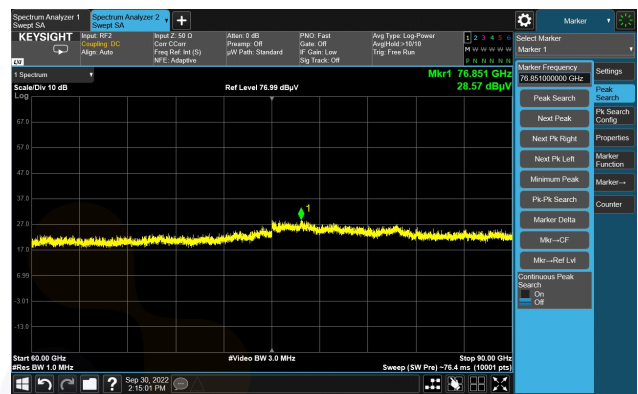 Spectrum Analyzer 1
Swept SA
Spectrum Analyzer 2
Swept SA
+
Marker
KEYSIGHT
Input: RF2
Coupling: DC
Align: Auto
Input Z: 50 Ω
Corr CCorr
Freq Ref: Int (S)
NFE: Adaptive
Atten: 0 dB
Preamp: Off
µW Path: Standard
PNO: Fast
Gate: Off
IF Gain: Low
Sig Track: Off
Avg Type: Log-Power
Avg|Hold:>10/10
Trig: Free Run
1 2 3 4 5 6
M W W W W W
P N N N N N
LXI
Select Marker
Marker 1
1 Spectrum
Mkr1 76.851 GHz
28.57 dBµV
Scale/Div 10 dB
Ref Level 76.99 dBµV
Log
67.0
57.0
47.0
37.0
27.0
17.0
6.99
-3.01
-13.0
1
Start 60.00 GHz
#Video BW 3.0 MHz
Stop 90.00 GHz
#Res BW 1.0 MHz
Sweep (SW Pre) ~76.4 ms (10001 pts)
Marker Frequency
76.851000000 GHz
Peak Search
Next Peak
Next Pk Right
Next Pk Left
Minimum Peak
Pk-Pk Search
Marker Delta
Mkr→CF
Mkr→Ref Lvl
Continuous Peak
Search
On
Off
Settings
Peak
Search
Pk Search
Config
Properties
Marker
Function
Marker→
Counter
?
Sep 30, 2022
2:15:01 PM